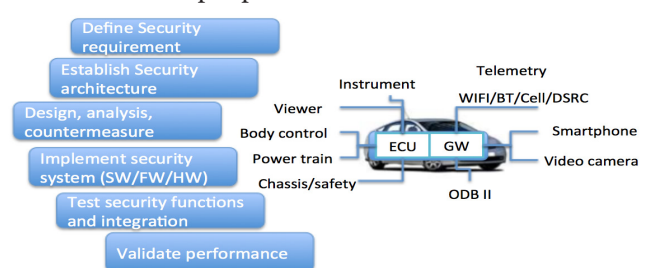 Define Security
requirement
Establish Security
architecture
Design, analysis,
countermeasure
Implement security
system (SW/FW/HW)
Test security functions
and integration
Validate performance
Instrument
Viewer
Body control
Power train
Chassis/safety
ECU
GW
Telemetry
WIFI/BT/Cell/DSRC
Smartphone
Video camera
ODB II